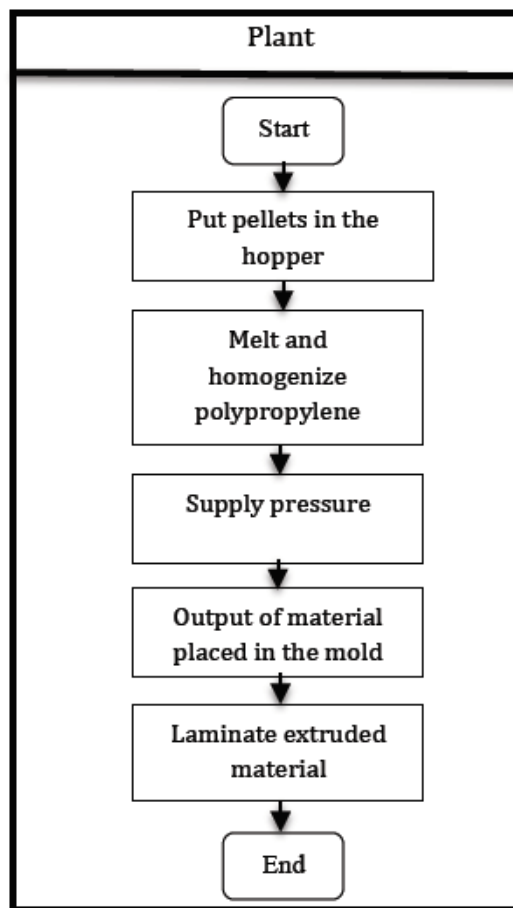 Plant
Start
Put pellets in the
hopper
Melt and
homogenize
polypropylene
Supply pressure
Output of material
placed in the mold
Laminate extruded
material
End